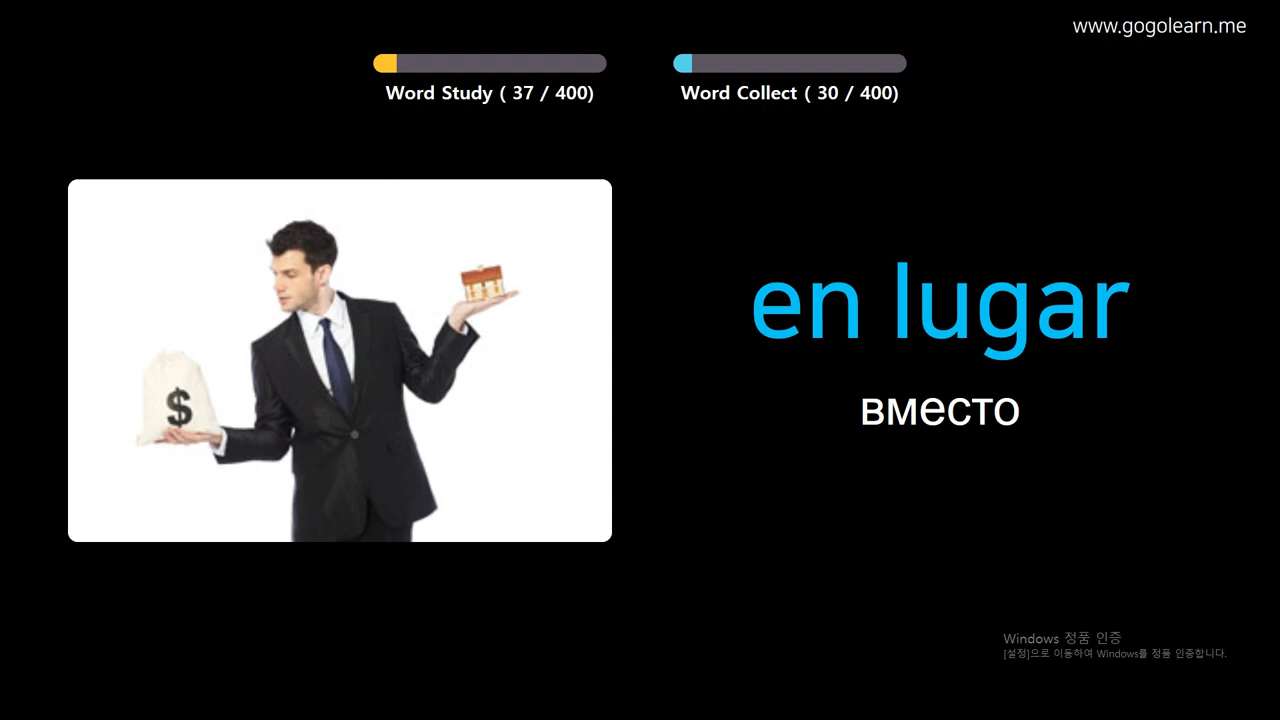 www.gogolearn.me
Word Study ( 37 / 400)
Word Collect ( 30 / 400)
$
en lugar
вместо
Windows 정품 인증
[설정]으로 이동하여 Windows를 정품 인증합니다.